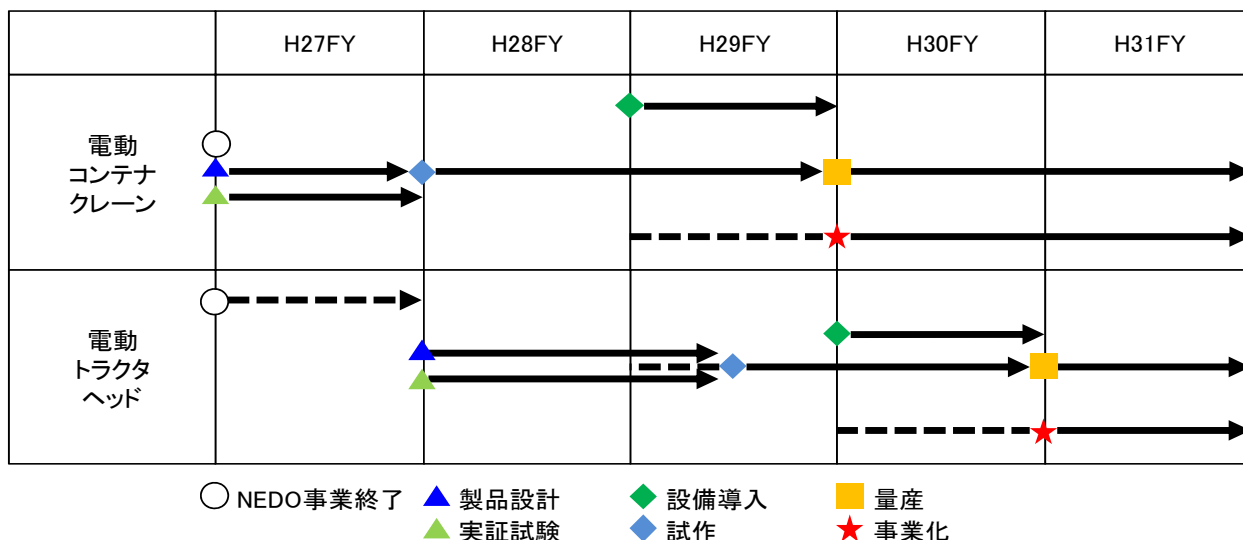 H27FY
H28FY
H29FY
H30FY
H31FY
電動
コンテナ
クレーン
電動
トラクタ
ヘッド
NEDO事業終了
製品設計
設備導入
量産
実証試験
試作
事業化